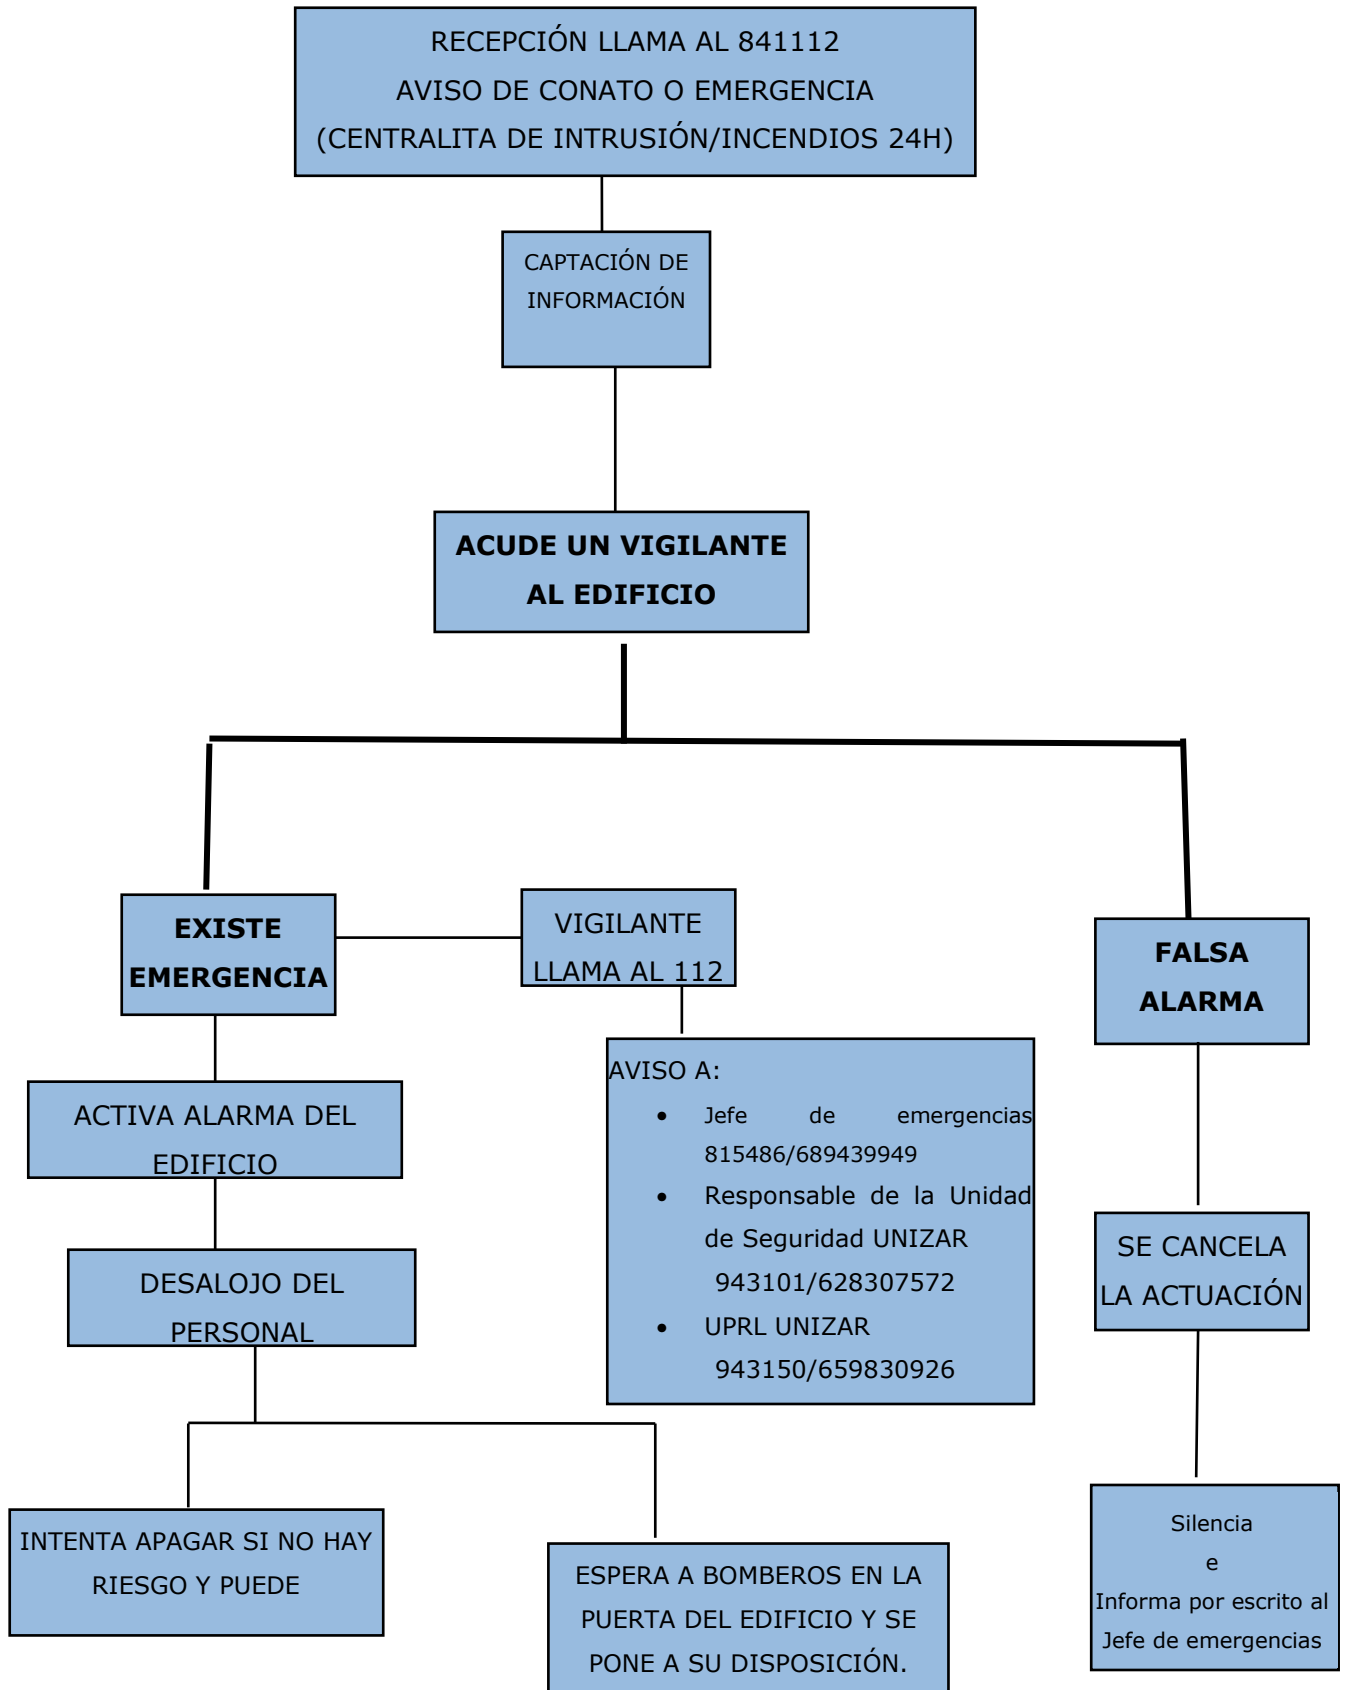 RECEPCIÓN LLAMA AL 841112
AVISO DE CONATO O EMERGENCIA
(CENTRALITA DE INTRUSIÓN/INCENDIOS 24H)
CAPTACIÓN DE
INFORMACIÓN
ACUDE UN VIGILANTE
AL EDIFICIO
EXISTE
EMERGENCIA
VIGILANTE
LLAMA AL 112
FALSA
ALARMA
ACTIVA ALARMA DEL
EDIFICIO
AVISO A:
• Jefe de emergencias
815486/689439949
• Responsable de la Unidad
de Seguridad UNIZAR
943101/628307572
• UPRL UNIZAR
943150/659830926
SE CANCELA
LA ACTUACIÓN
DESALOJO DEL
PERSONAL
INTENTA APAGAR SI NO HAY
RIESGO Y PUEDE
ESPERA A BOMBEROS EN LA
PUERTA DEL EDIFICIO Y SE
PONE A SU DISPOSICIÓN.
Silencia
e
Informa por escrito al
Jefe de emergencias